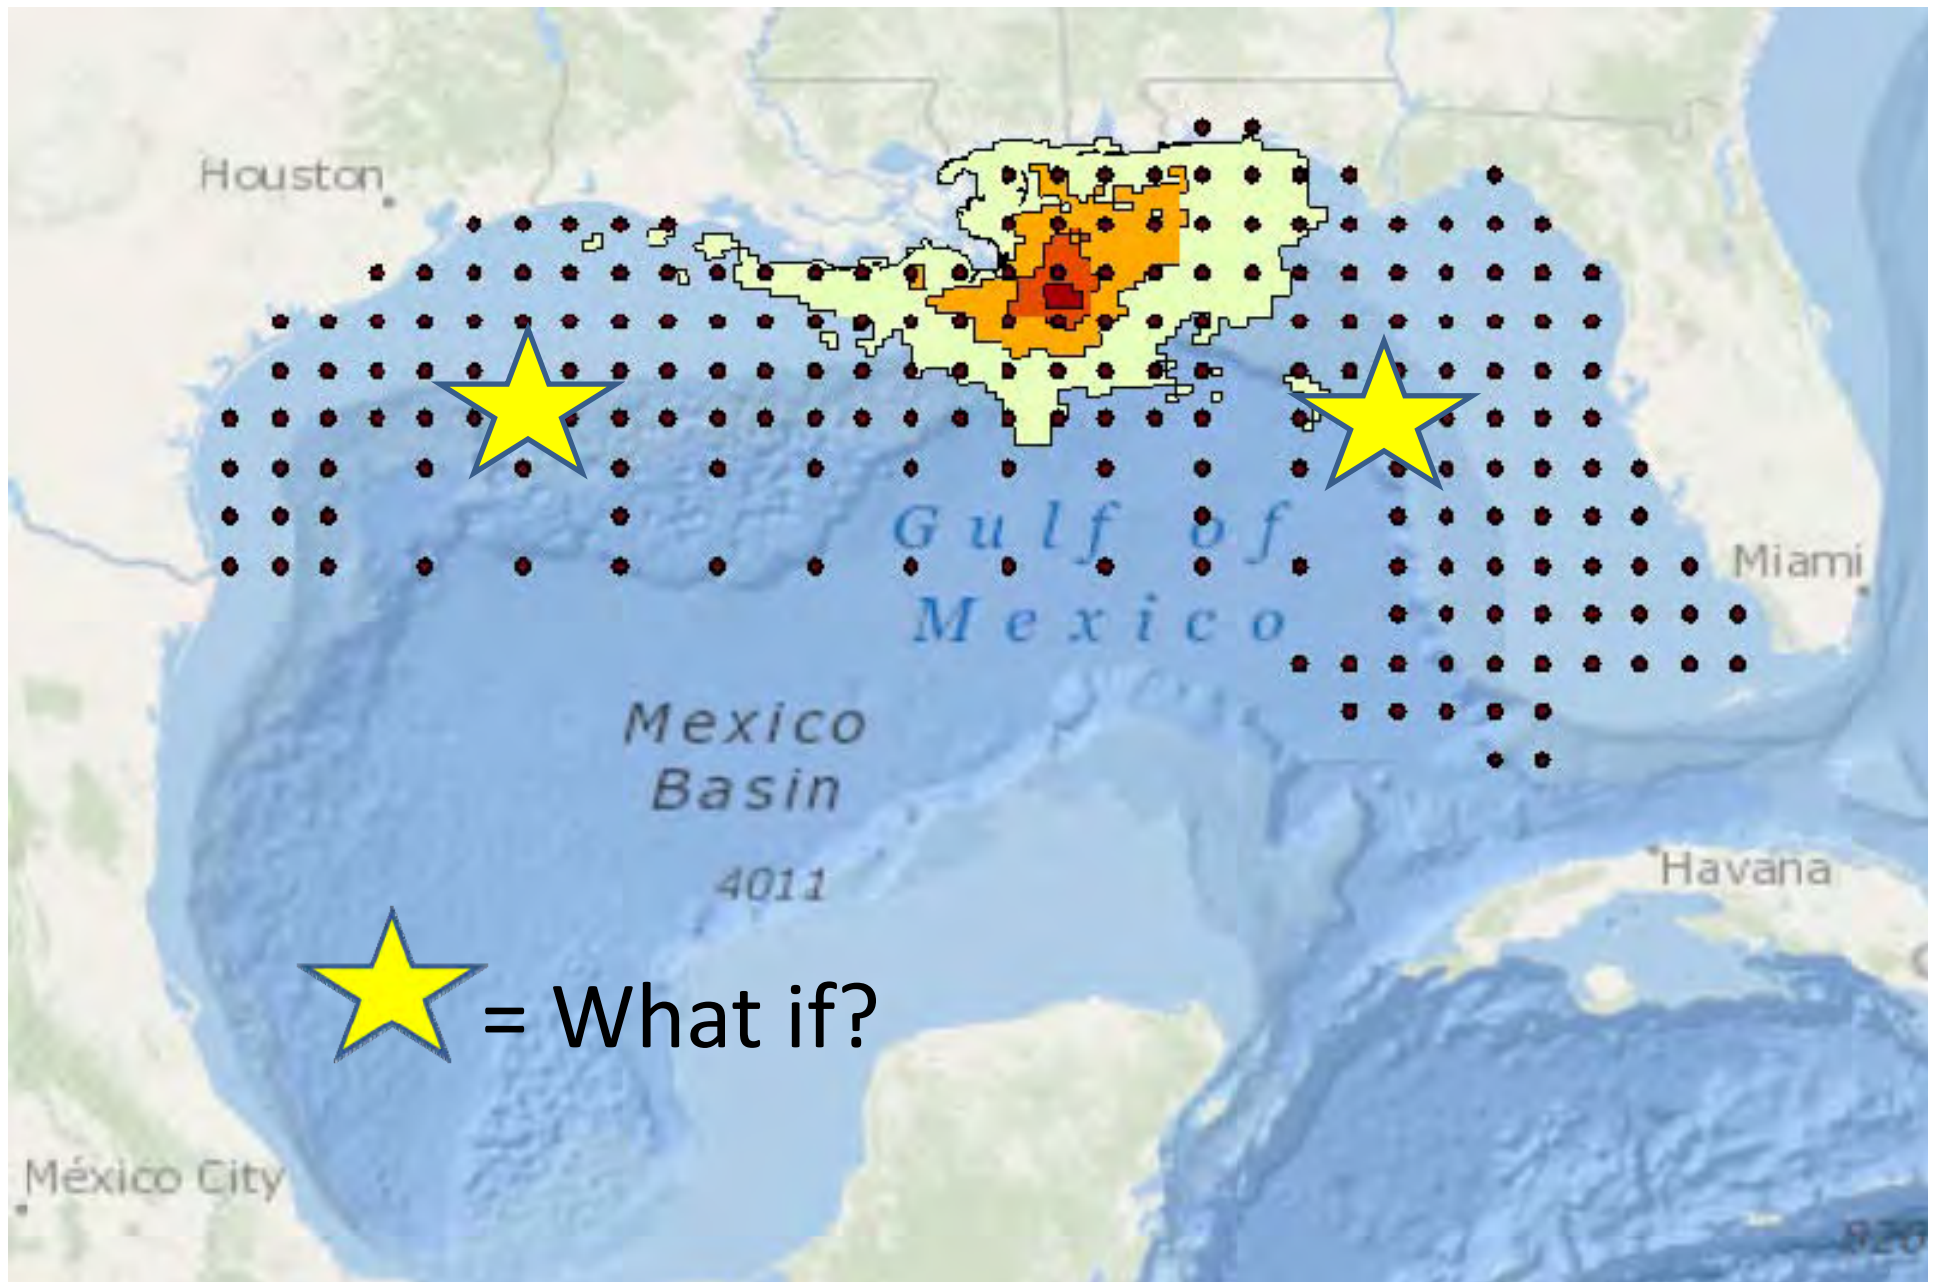 Houston
Gulf of
Mexico
Miami
Mexico
Basin
4011
Havana
= What if?
México City